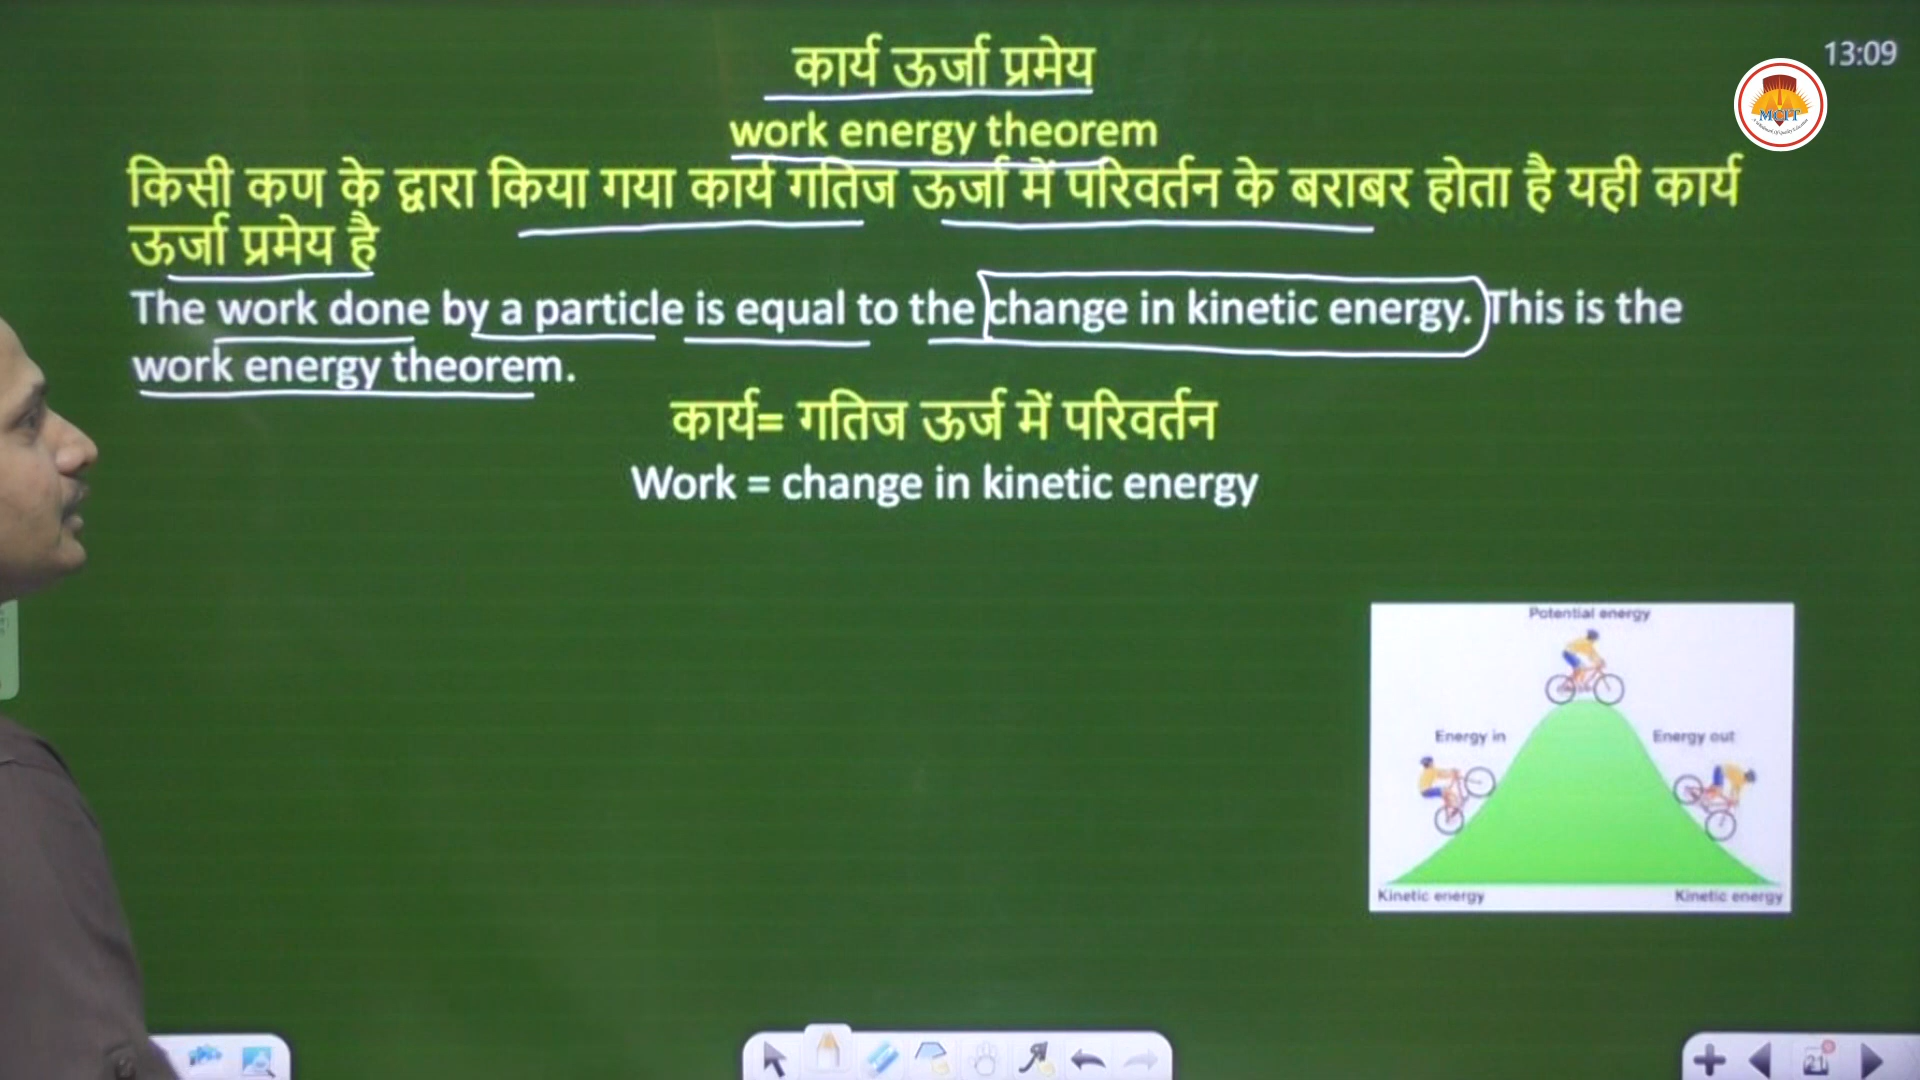 कार्य ऊर्जा प्रमेय
13:09
MCIT
work energy theorem
किसी कण के द्वारा किया गया कार्य गतिज ऊर्जा में परिवर्तन के बराबर होता है यही कार्य
ऊर्जा प्रमेय है
The work done by a particle is equal to the change in kinetic energy. This is the
work energy theorem.
कार्य= गतिज ऊर्ज में परिवर्तन
Work = change in kinetic energy
Potential energy
Energy in
Energy out
Kinetic energy
Kinetic energy
21